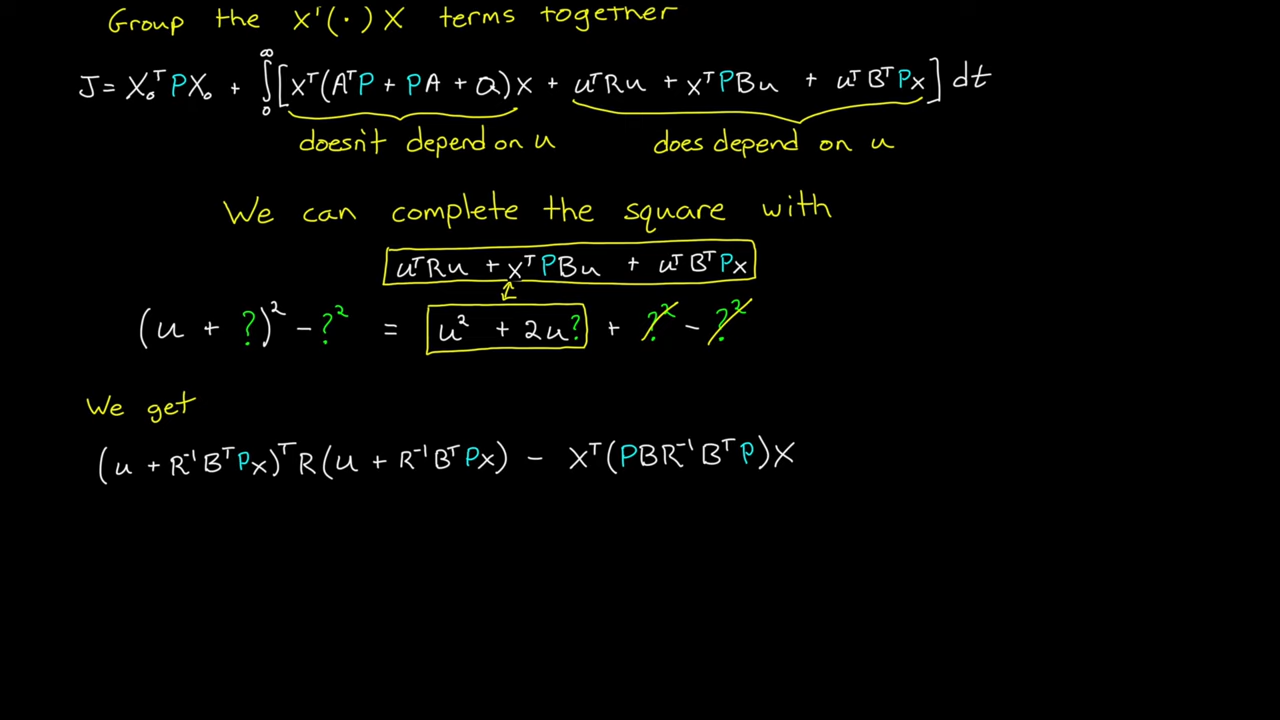 Group the X'(·)X terms together
J = X₀ᵀPX₀ + ∫₀^∞ [xᵀ(AᵀP + PA + Q)x + uᵀRu + xᵀPBu + uᵀBᵀPx] dt
doesn't depend on u does depend on u
We can complete the square with
uᵀRu + xᵀPBu + uᵀBᵀPx
(u + ?)² - ?² = u² + 2u? + ?² - ?²
We get
(u + R⁻¹BᵀPx)ᵀR(u + R⁻¹BᵀPx) - Xᵀ(PBR⁻¹BᵀP)X